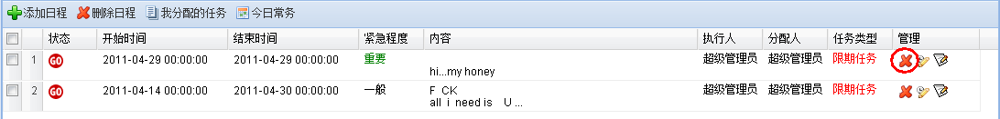 添加日程 删除日程 我分配的任务 今日常务
状态 开始时间 结束时间 紧急程度 内容 执行人 分配人 任务类型 管理
1 GO 2011-04-29 00:00:00 2011-04-29 00:00:00 重要 超级管理员 超级管理员 限期任务
hi...my honey
2 GO 2011-04-14 00:00:00 2011-04-30 00:00:00 一般 F CK 超级管理员 超级管理员 限期任务
all i need is U ...